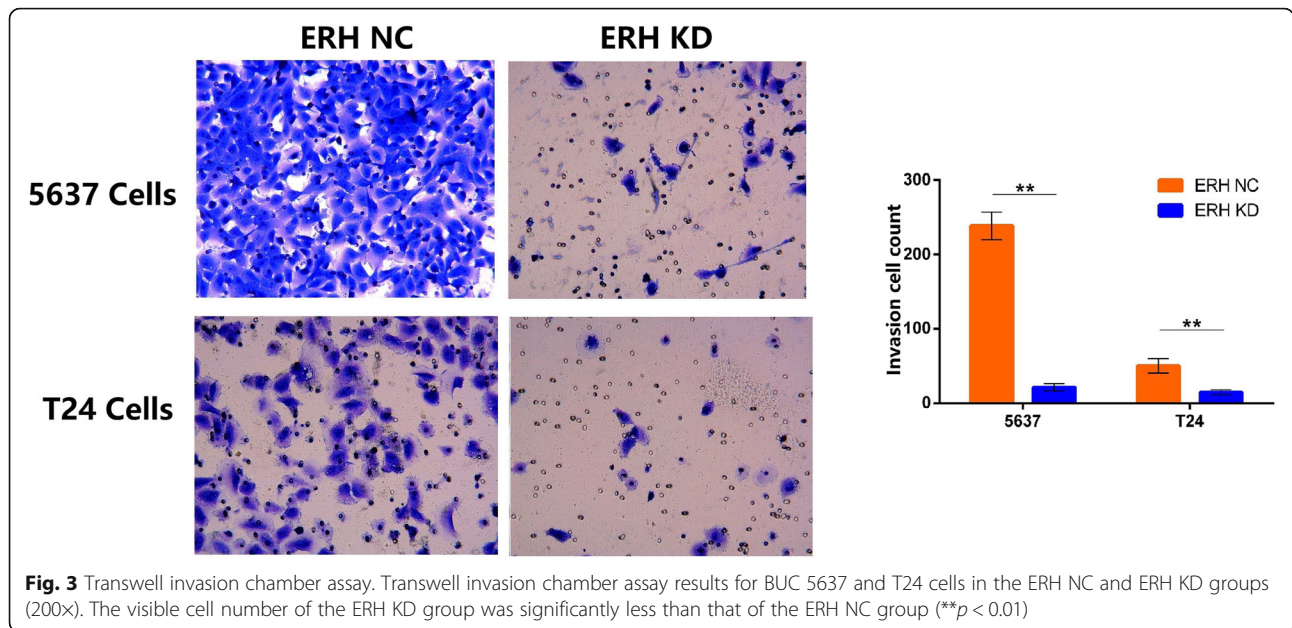 ERH NC ERH KD
5637 Cells
T24 Cells
300
200
100
0
Invasion cell count
**
**
ERH NC
ERH KD
5637 T24
Fig. 3 Transwell invasion chamber assay. Transwell invasion chamber assay results for BUC 5637 and T24 cells in the ERH NC and ERH KD groups
(200×). The visible cell number of the ERH KD group was significantly less than that of the ERH NC group (**p < 0.01)